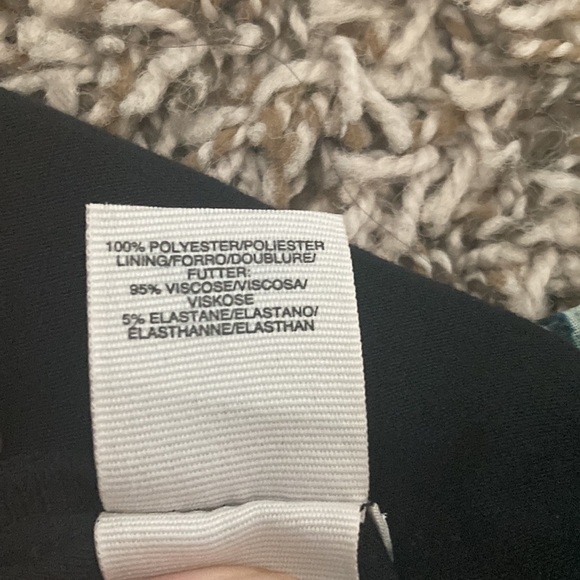 100% POLYESTER/POLIESTER
LINING/FORRO/DOUBLURE/
FUTTER:
95% VISCOSE/VISCOSA/
VISKOSE
5% ELASTANE/ELASTANO/
ÉLASTHANNE/ELASTHAN